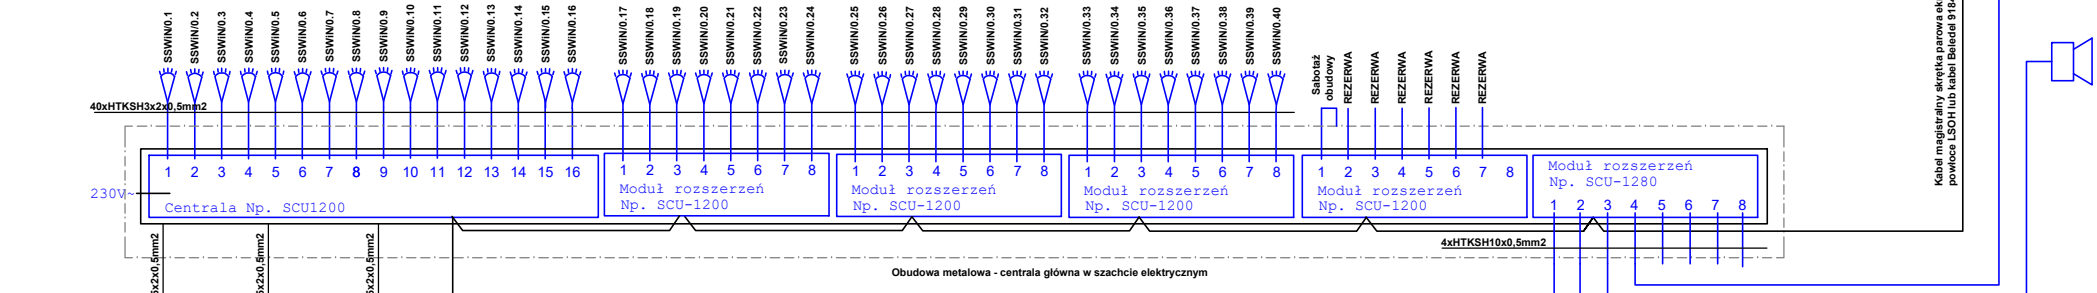 SSWiN/0.1
SSWiN/0.2
SSWiN/0.3
SSWiN/0.4
SSWiN/0.5
SSWiN/0.6
SSWiN/0.7
SSWiN/0.8
SSWiN/0.9
SSWiN/0.10
SSWiN/0.11
SSWiN/0.12
SSWiN/0.13
SSWiN/0.14
SSWiN/0.15
SSWiN/0.16
SSWiN/0.17
SSWiN/0.18
SSWiN/0.19
SSWiN/0.20
SSWiN/0.21
SSWiN/0.22
SSWiN/0.23
SSWiN/0.24
SSWiN/0.25
SSWiN/0.26
SSWiN/0.27
SSWiN/0.28
SSWiN/0.29
SSWiN/0.30
SSWiN/0.31
SSWiN/0.32
SSWiN/0.33
SSWiN/0.34
SSWiN/0.35
SSWiN/0.36
SSWiN/0.37
SSWiN/0.38
SSWiN/0.39
SSWiN/0.40
Sabotaż
obudowy
REZERWA
REZERWA
REZERWA
REZERWA
REZERWA
REZERWA
Kabel magistralny skrętka parowa
powłoce LSOH lub kabel Beledel
40xHTKSH3x2x0,5mm2
230V~
1 2 3 4 5 6 7 8 9 10 11 12 13 14 15 16
Centrala Np. SCU1200
1 2 3 4 5 6 7 8
Moduł rozszerzeń
Np. SCU-1200
1 2 3 4 5 6 7 8
Moduł rozszerzeń
Np. SCU-1200
1 2 3 4 5 6 7 8
Moduł rozszerzeń
Np. SCU-1200
1 2 3 4 5 6 7 8
Moduł rozszerzeń
Np. SCU-1200
Moduł rozszerzeń
Np. SCU-1280
1 2 3 4 5 6 7 8
4xHTKSH10x0,5mm2
x2x0,5mm2
x2x0,5mm2
x2x0,5mm2
Obudowa metalowa - centrala główna w szachcie elektrycznym